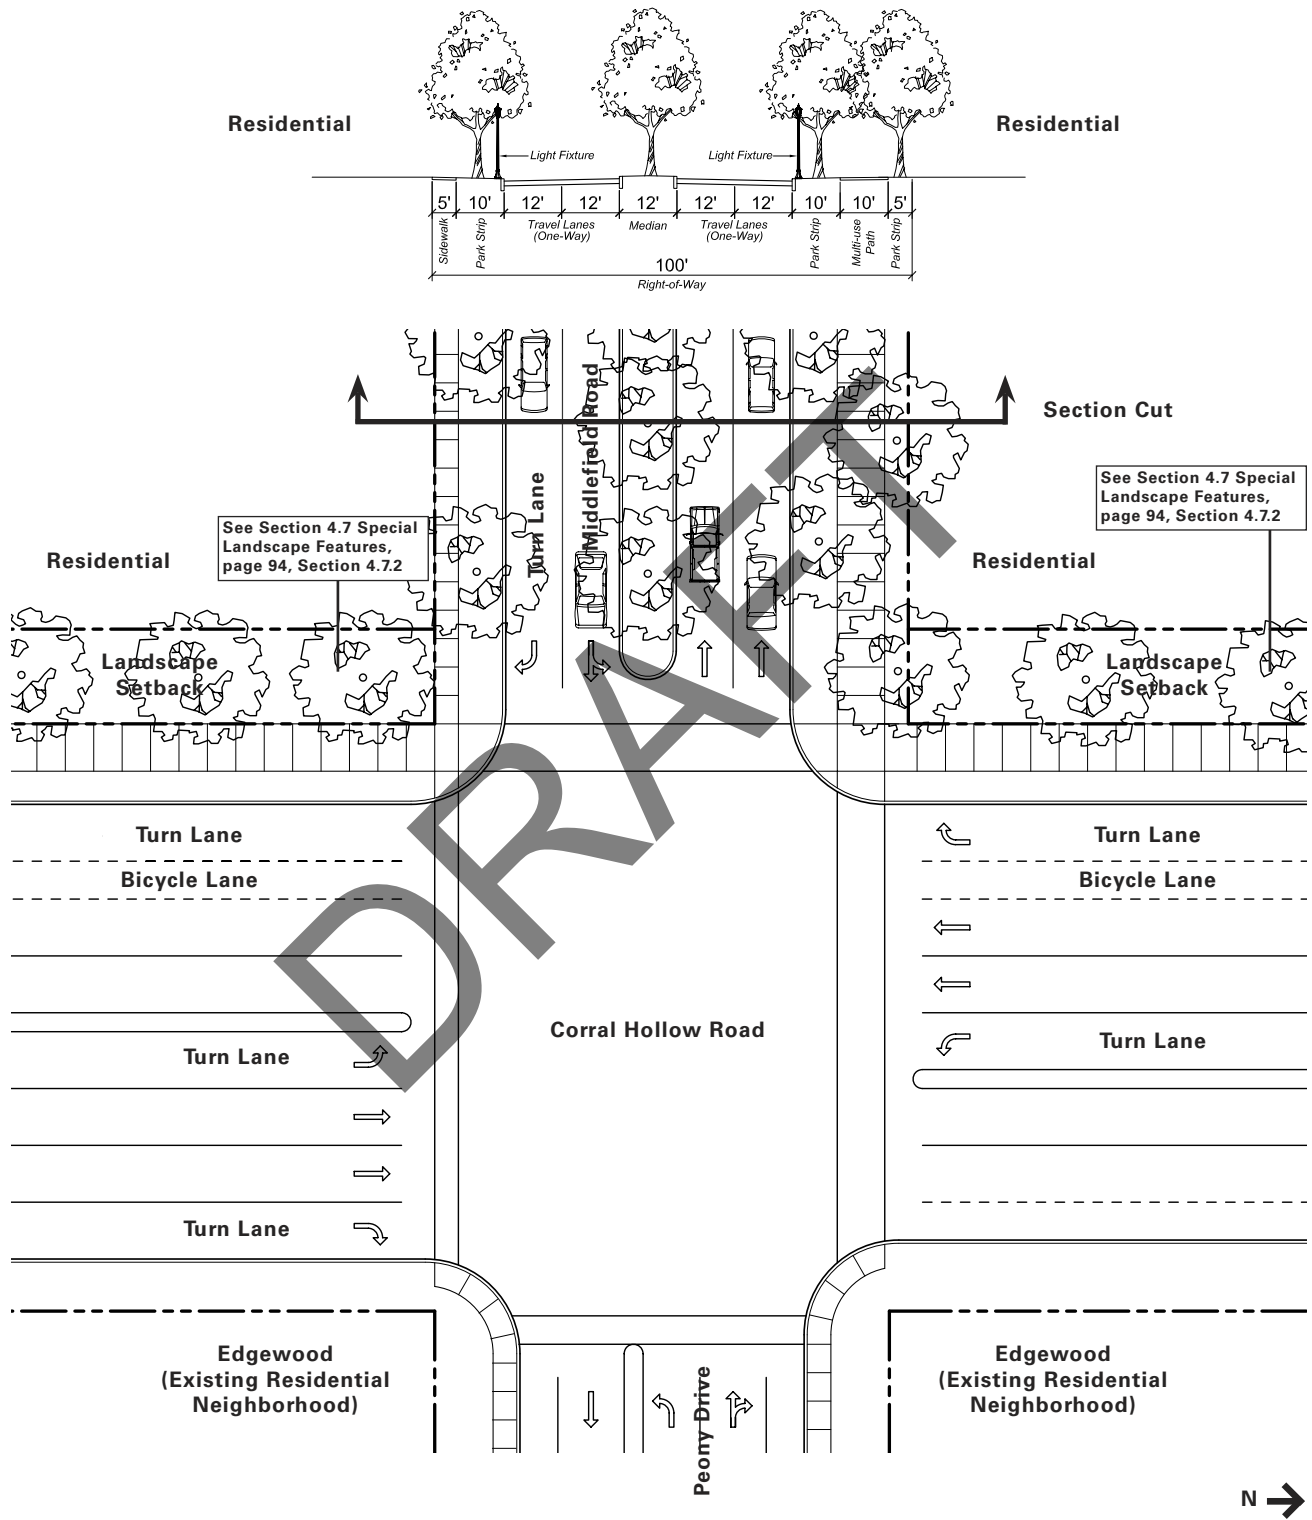 Residential
Residential
Light Fixture
Light Fixture
5' 10' 12' 12' 12' 12' 12' 10' 10' 5'
Sidewalk
Park Strip
Travel Lanes
(One-Way)
Median
Travel Lanes
(One-Way)
Park Strip
Multi-use
Path
Park Strip
100'
Right-of-Way
Section Cut
Middlefield Road
Turn Lane
See Section 4.7 Special
Landscape Features,
page 94, Section 4.7.2
See Section 4.7 Special
Landscape Features,
page 94, Section 4.7.2
Residential
Residential
Landscape
Setback
Landscape
Setback
DRAFT
Turn Lane
Turn Lane
Bicycle Lane
Bicycle Lane
Corral Hollow Road
Turn Lane
Turn Lane
Turn Lane
Edgewood
(Existing Residential
Neighborhood)
Edgewood
(Existing Residential
Neighborhood)
Peony Drive
N